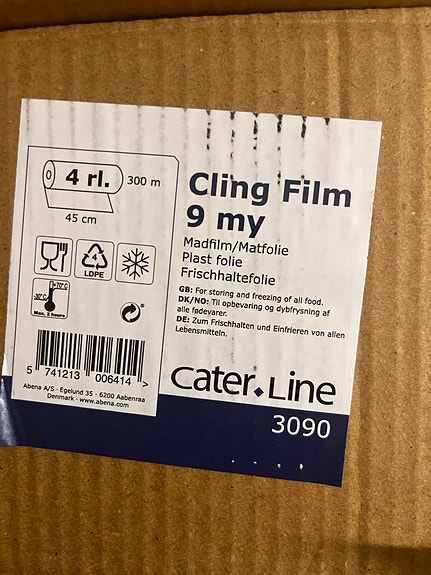 4 rl.
300 m
45 cm
4
LDPE
-30°C
0-+70°C
Max. 2 hours
5 741213 006414 >
Abena A/S · Egelund 35 · 6200 Aabenraa
Denmark · www.abena.com
Cling Film
9 my
Madfilm/Matfolie
Plast folie
Frischhaltefolie
GB: For storing and freezing of all food.
DK/NO: Til opbevaring og dybfrysning af
alle fødevarer.
DE: Zum Frischhalten und Einfrieren von allen
Lebensmitteln.
Cater.Line
3090